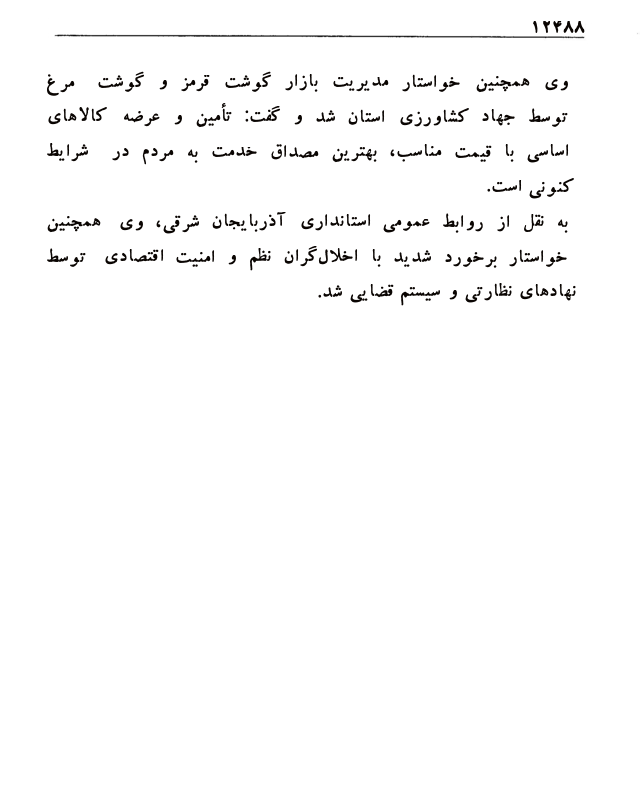 ۱۲۴۸۸
وی همچنین خواستار مدیریت بازار گوشت قرمز و گوشت مرغ
توسط جهاد کشاورزی استان شد و گفت: تأمین و عرضه کالاهای
اساسی با قیمت مناسب، بهترین مصداق خدمت به مردم در شرایط
کنونی است.
به نقل از روابط عمومی استانداری آذربایجان شرقی، وی همچنین
خواستار برخورد شدید با اخلال‌گران نظم و امنیت اقتصادی توسط
نهادهای نظارتی و سیستم قضایی شد.